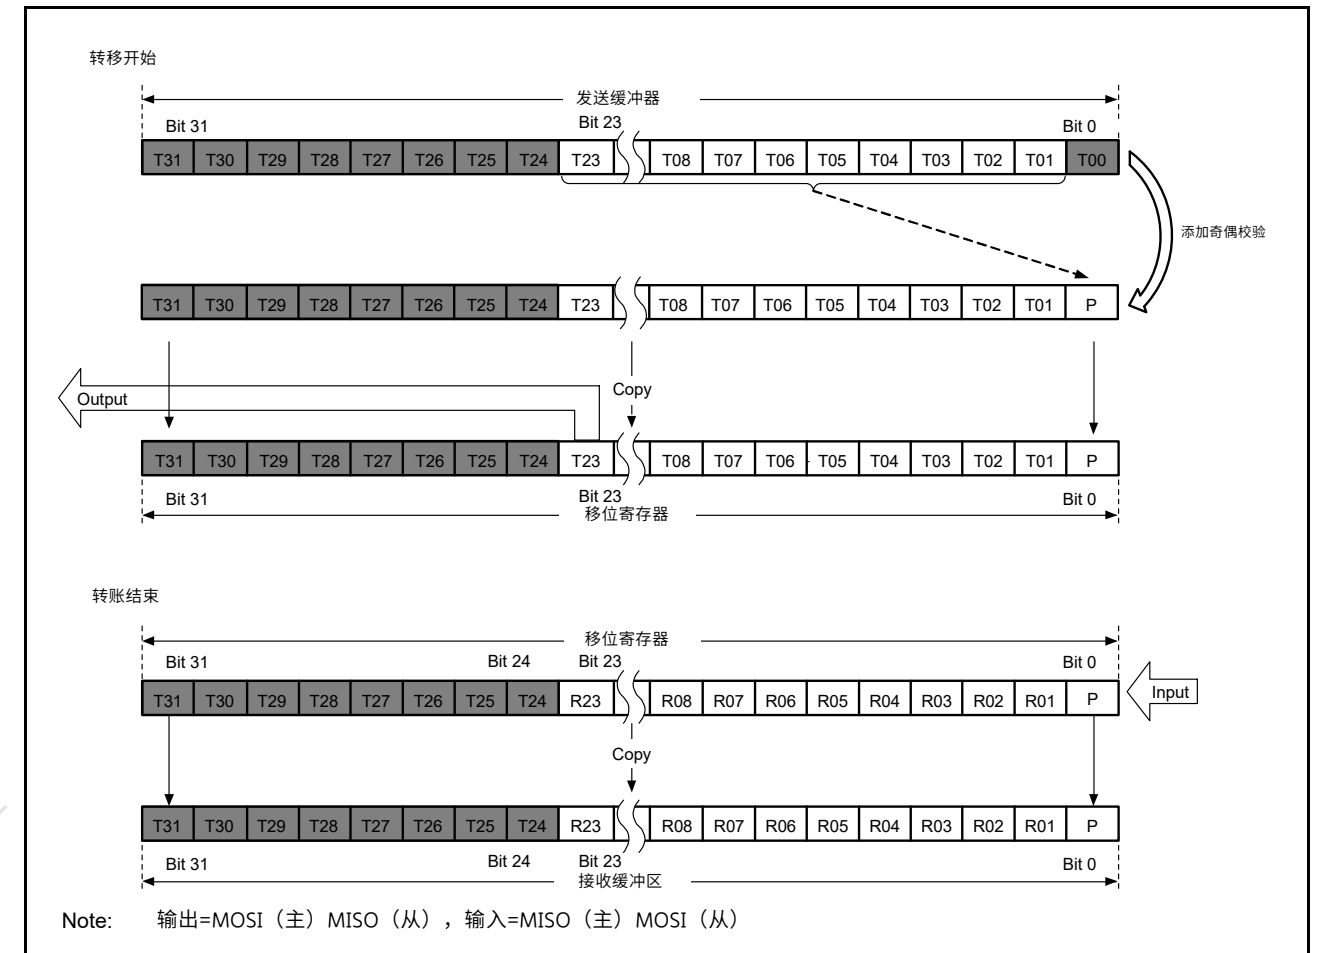 转移开始
发送缓冲器
Bit 31 Bit 23 Bit 0
T31 T30 T29 T28 T27 T26 T25 T24 T23 T08 T07 T06 T05 T04 T03 T02 T01 T00
添加奇偶校验
T31 T30 T29 T28 T27 T26 T25 T24 T23 T08 T07 T06 T05 T04 T03 T02 T01 P
Output Copy
T31 T30 T29 T28 T27 T26 T25 T24 T23 T08 T07 T06 T05 T04 T03 T02 T01 P
Bit 31 Bit 23 Bit 0
移位寄存器
转账结束
移位寄存器
Bit 31 Bit 24 Bit 23 Bit 0
T31 T30 T29 T28 T27 T26 T25 T24 R23 R08 R07 R06 R05 R04 R03 R02 R01 P Input
Copy
T31 T30 T29 T28 T27 T26 T25 T24 R23 R08 R07 R06 R05 R04 R03 R02 R01 P
Bit 31 Bit 24 Bit 23 Bit 0
接收缓冲区
Note: 输出=MOSI（主）MISO（从），输入=MISO（主）MOSI（从）